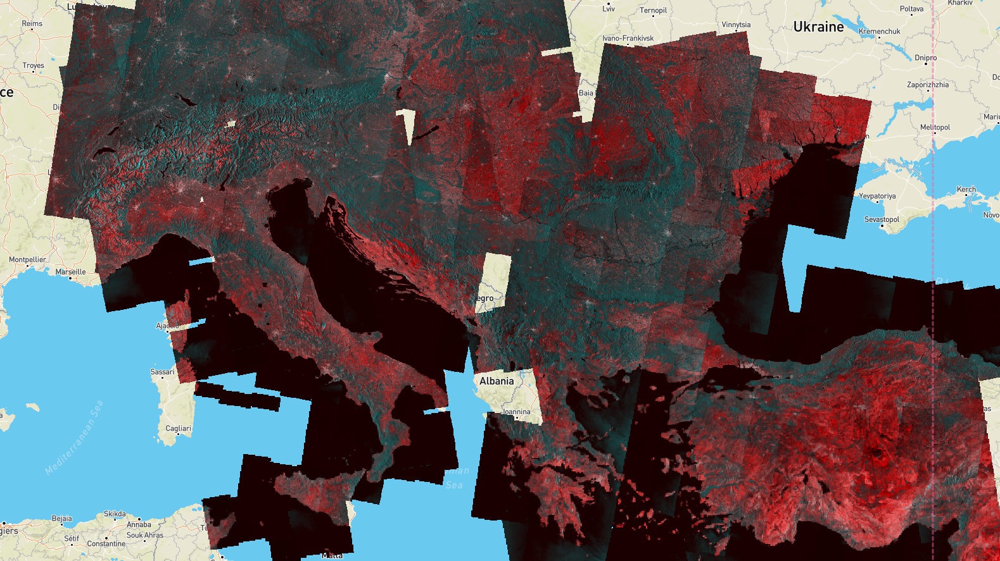 Lviv
Ternopil
Poltava
Kharkiv
Reims
Vinnytsia
Ukraine
Kremenchuk
Ivano-Frankivsk
Dnipro
Troyes
Zaporizhzhia
ce
Baia
Di
Melitopol
Mariu
Yevpatoriya
Kerch
Sevastopol
Novo
Montpellier
Marseille
egro
Ajaccio
Sassari
Albania
Ioannina
as
Cagliari
Mediterranean Sea
nian
Sea
Skikda
Bejaia
Annaba
Tu
giers
Souk Ahras
Sétif
Constantine
Malta